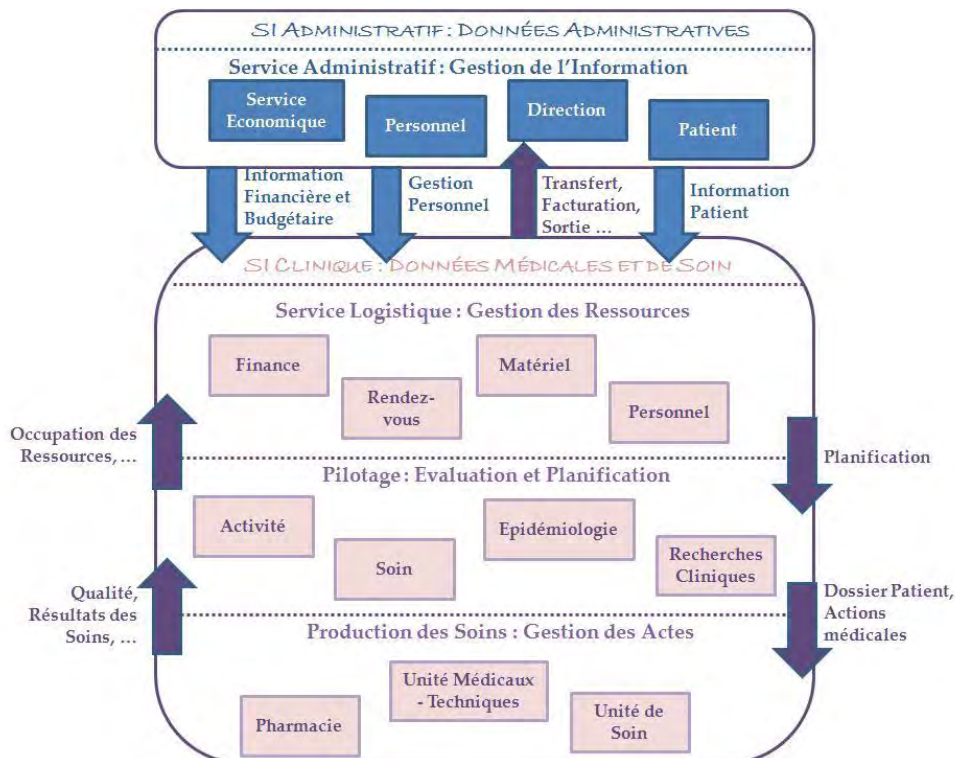 SI ADMINISTRATIF : DONNÉES ADMINISTRATIVES
Service Administratif : Gestion de l'Information
Service
Economique
Personnel
Direction
Patient
Information
Financière et
Budgétaire
Gestion
Personnel
Transfert,
Facturation,
Sortie ...
Information
Patient
SI CLINIQUE : DONNÉES MÉDICALES ET DE SOIN
Service Logistique : Gestion des Ressources
Finance
Rendez-
vous
Matériel
Personnel
Occupation des
Ressources, ...
Planification
Pilotage : Evaluation et Planification
Activité
Soin
Epidémiologie
Recherches
Cliniques
Qualité,
Résultats des
Soins, ...
Dossier Patient,
Actions
médicales
Production des Soins : Gestion des Actes
Pharmacie
Unité Médicaux
- Techniques
Unité de
Soin